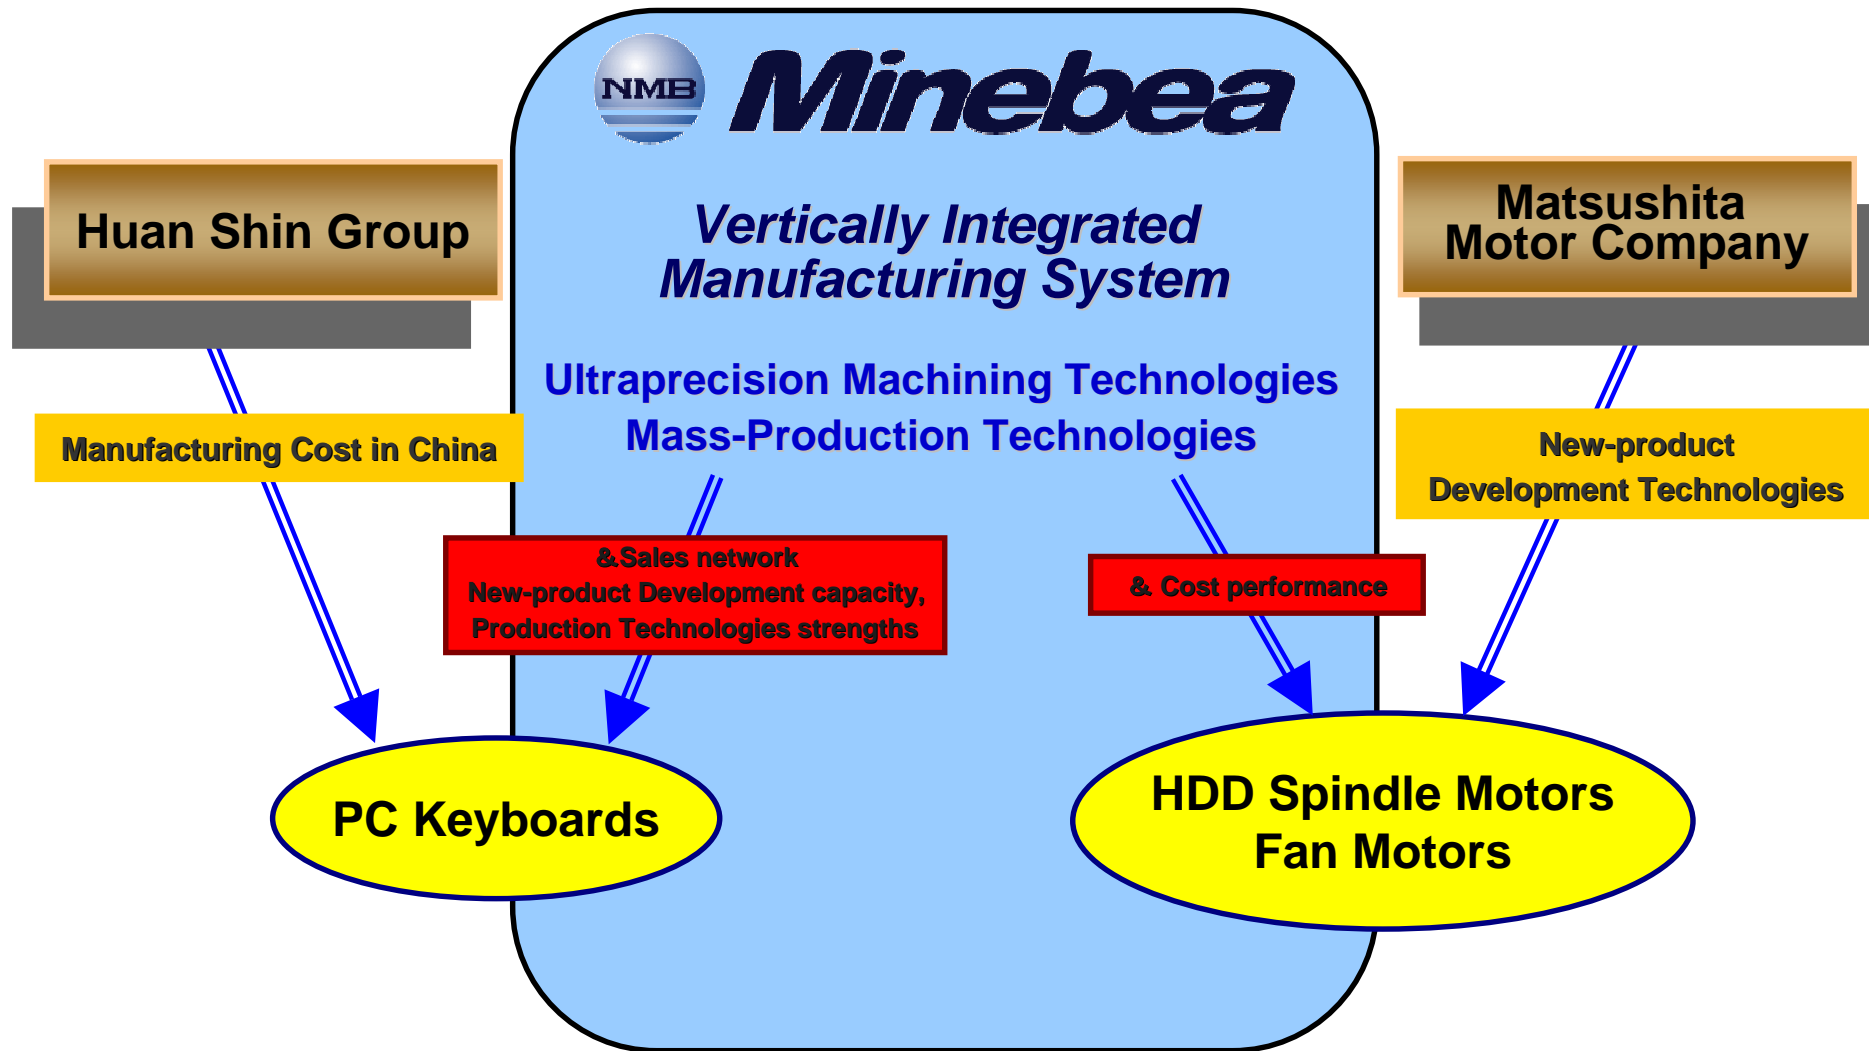 NMB Minebea
Huan Shin Group
Vertically Integrated
Manufacturing System
Matsushita
Motor Company
Ultraprecision Machining Technologies
Mass-Production Technologies
Manufacturing Cost in China
New-product
Development Technologies
&Sales network
New-product Development capacity,
Production Technologies strengths
& Cost performance
PC Keyboards
HDD Spindle Motors
Fan Motors